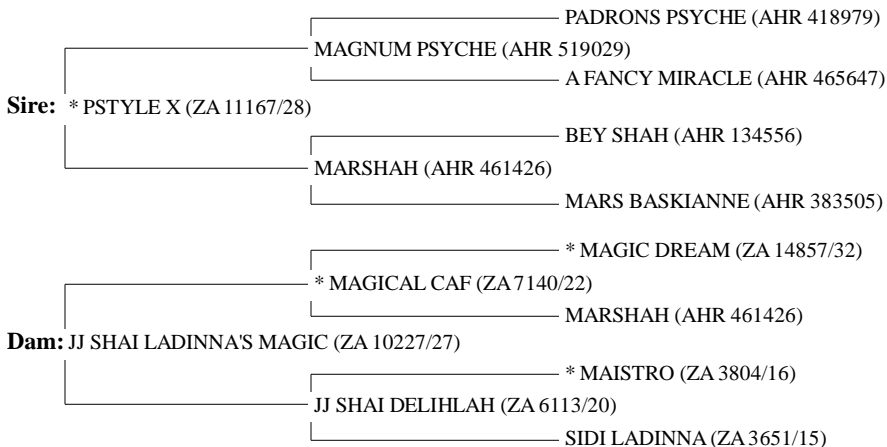 PADRONS PSYCHE (AHR 418979)
MAGNUM PSYCHE (AHR 519029)
A FANCY MIRACLE (AHR 465647)
Sire: * PSTYLE X (ZA 11167/28)
BEY SHAH (AHR 134556)
MARSHAH (AHR 461426)
MARS BASKIANNE (AHR 383505)
* MAGIC DREAM (ZA 14857/32)
* MAGICAL CAF (ZA 7140/22)
MARSHAH (AHR 461426)
Dam: JJ SHAI LADINNA'S MAGIC (ZA 10227/27)
* MAISTRO (ZA 3804/16)
JJ SHAI DELIHLAH (ZA 6113/20)
SIDI LADINNA (ZA 3651/15)